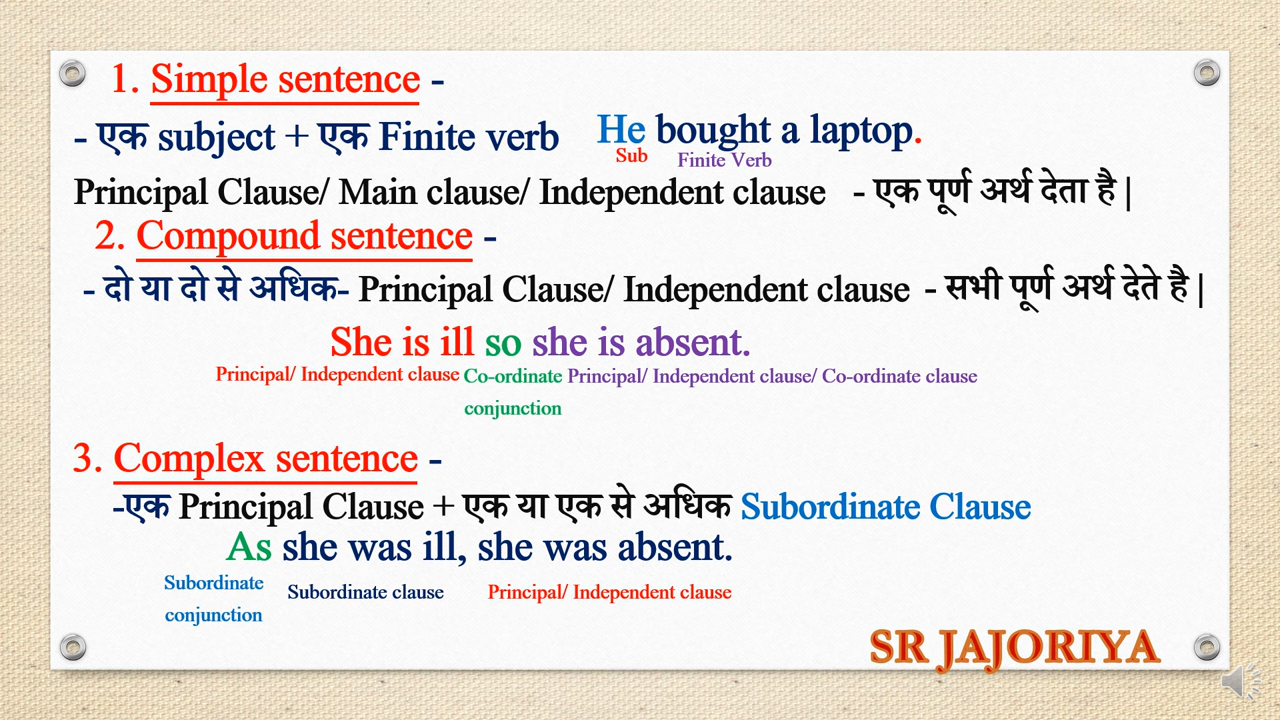 1. Simple sentence -
- एक subject + एक Finite verb He bought a laptop.
Sub Finite Verb
Principal Clause/ Main clause/ Independent clause - एक पूर्ण अर्थ देता है |
2. Compound sentence -
- दो या दो से अधिक- Principal Clause/ Independent clause - सभी पूर्ण अर्थ देते है |
She is ill so she is absent.
Principal/ Independent clause Co-ordinate Principal/ Independent clause/ Co-ordinate clause
conjunction
3. Complex sentence -
-एक Principal Clause + एक या एक से अधिक Subordinate Clause
As she was ill, she was absent.
Subordinate Subordinate clause Principal/ Independent clause
conjunction
SR JAJORIYA